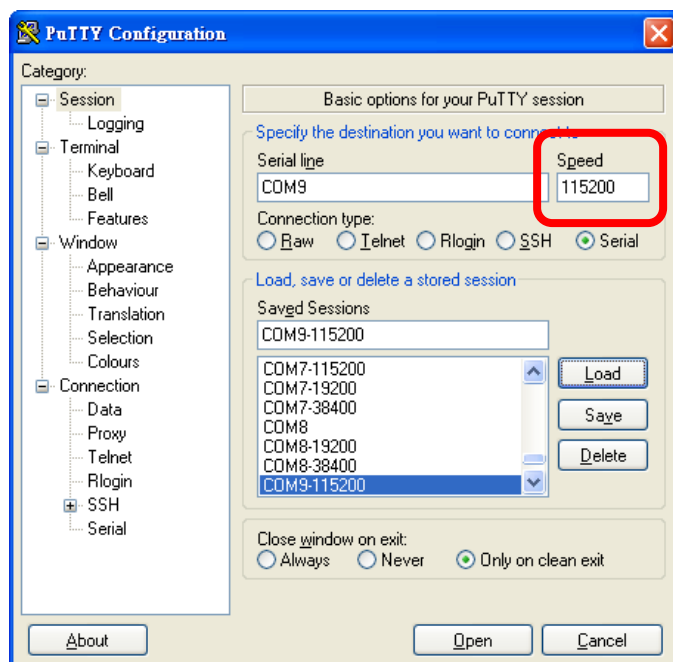 PuTTY Configuration
Category:
Session
Logging
Terminal
Keyboard
Bell
Features
Window
Appearance
Behaviour
Translation
Selection
Colours
Connection
Data
Proxy
Telnet
Rlogin
SSH
Serial
Basic options for your PuTTY session
Specify the destination you want to connect to
Serial line Speed
COM9 115200
Connection type:
Raw Telnet Rlogin SSH Serial
Load, save or delete a stored session
Saved Sessions
COM9-115200
COM7-115200
COM7-19200
COM7-38400
COM8
COM8-19200
COM8-38400
COM9-115200
Load
Save
Delete
Close window on exit:
Always Never Only on clean exit
About Open Cancel